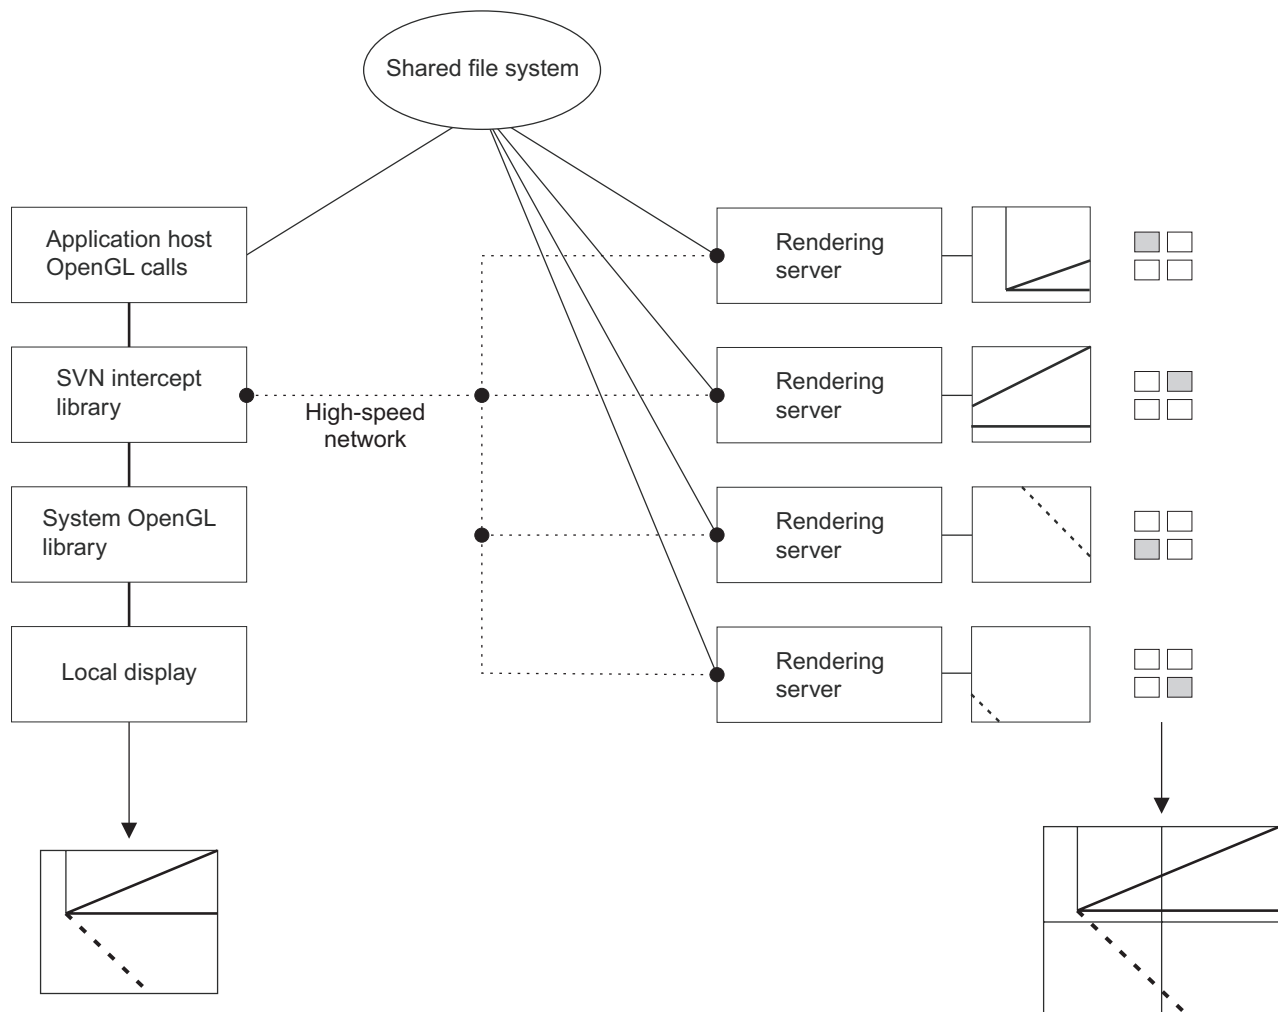 Shared file system
Application host
OpenGL calls
SVN intercept
library
High-speed
network
System OpenGL
library
Local display
Rendering
server
Rendering
server
Rendering
server
Rendering
server